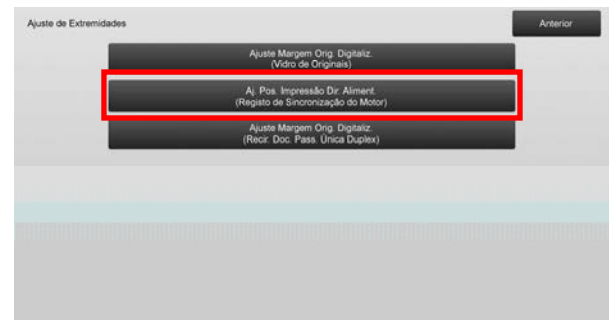 Ajuste de Extremidades
Anterior
Ajuste Margem Orig. Digitaliz.
(Vidro de Originais)
Aj. Pos. Impressão Dir. Aliment.
(Registo de Sincronização do Motor)
Ajuste Margem Orig. Digitaliz.
(Recir. Doc. Pass. Única Duplex)